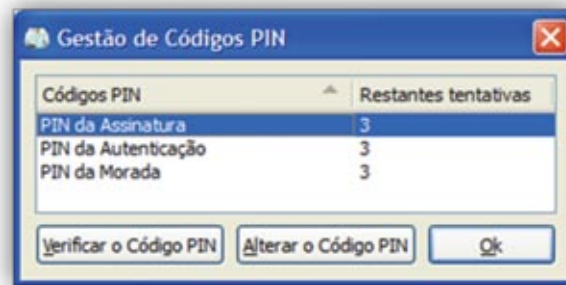 Gestão de Códigos PIN
Códigos PIN Restantes tentativas
PIN da Assinatura 3
PIN da Autenticação 3
PIN da Morada 3
Verificar o Código PIN Alterar o Código PIN Ok